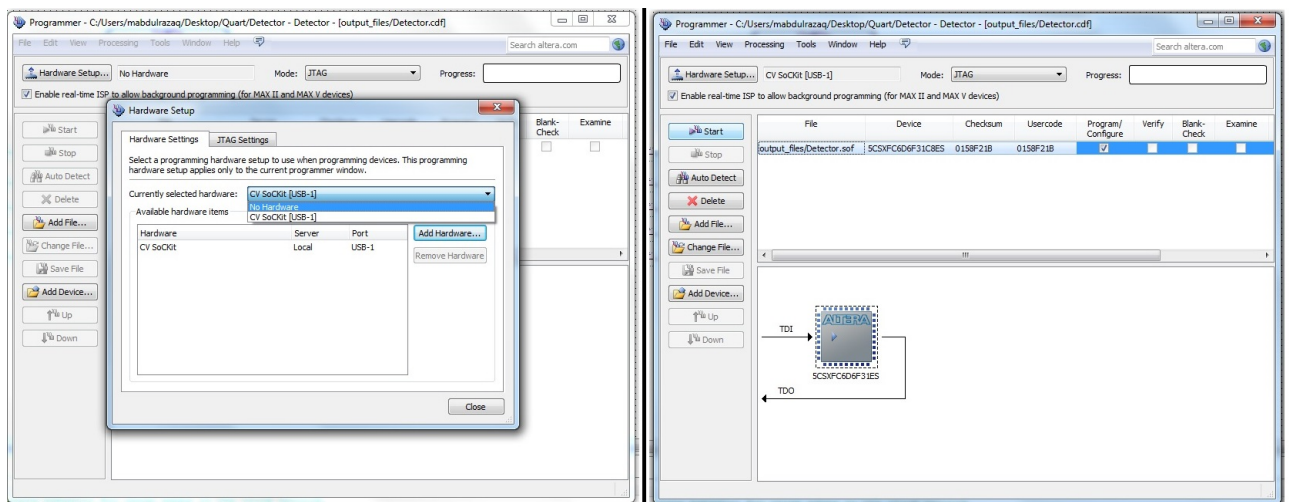 Programmer - C:/Users/mabdulrazaq/Desktop/Quart/Detector - Detector - [output_files/Detector.cdf]
File Edit View Processing Tools Window Help
Search altera.com
Hardware Setup... No Hardware Mode: JTAG Progress:
Enable real-time ISP to allow background programming (for MAX II and MAX V devices)
Start
Stop
Auto Detect
Delete
Add File...
Change File...
Save File
Add Device...
Up
Down
Blank-
Check
Examine
Hardware Setup
Hardware Settings JTAG Settings
Select a programming hardware setup to use when programming devices. This programming
hardware setup applies only to the current programmer window.
Currently selected hardware: CV SoCKit [USB-1]
No Hardware
CV SoCKit [USB-1]
Available hardware items
Hardware Server Port
CV SoCKit Local USB-1
Add Hardware...
Remove Hardware
Close
Programmer - C:/Users/mabdulrazaq/Desktop/Quart/Detector - Detector - [output_files/Detector.cdf]
File Edit View Processing Tools Window Help
Search altera.com
Hardware Setup... CV SoCKit [USB-1] Mode: JTAG Progress:
Enable real-time ISP to allow background programming (for MAX II and MAX V devices)
Start
Stop
Auto Detect
Delete
Add File...
Change File...
Save File
Add Device...
Up
Down
File Device Checksum Usercode Program/ Verify Blank- Examine
Configure Check
output_files/Detector.sof 5CSXFC6D6F31C8ES 0158F21B 0158F21B
TDI
ALTERA
5CSXFC6D6F31ES
TDO